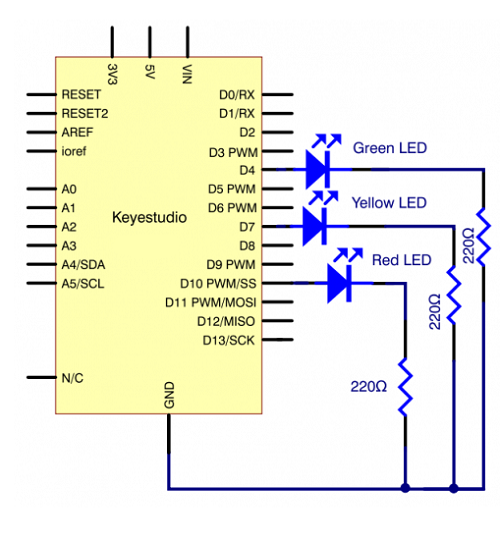 3V3
5V
VIN
RESET
RESET2
AREF
ioref
A0
A1
A2
A3
A4/SDA
A5/SCL
N/C
Keyestudio
D0/RX
D1/RX
D2
D3 PWM
D4
D5 PWM
D6 PWM
D7
D8
D9 PWM
D10 PWM/SS
D11 PWM/MOSI
D12/MISO
D13/SCK
GND
Green LED
Yellow LED
Red LED
220Ω
220Ω
220Ω